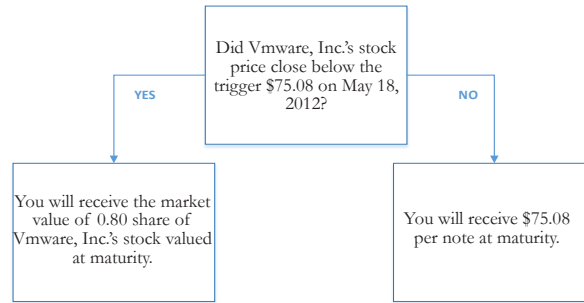 Did Vmware, Inc.'s stock
price close below the
trigger $75.08 on May 18,
2012?
YES
NO
You will receive the market
value of 0.80 share of
Vmware, Inc.'s stock valued
at maturity.
You will receive $75.08
per note at maturity.